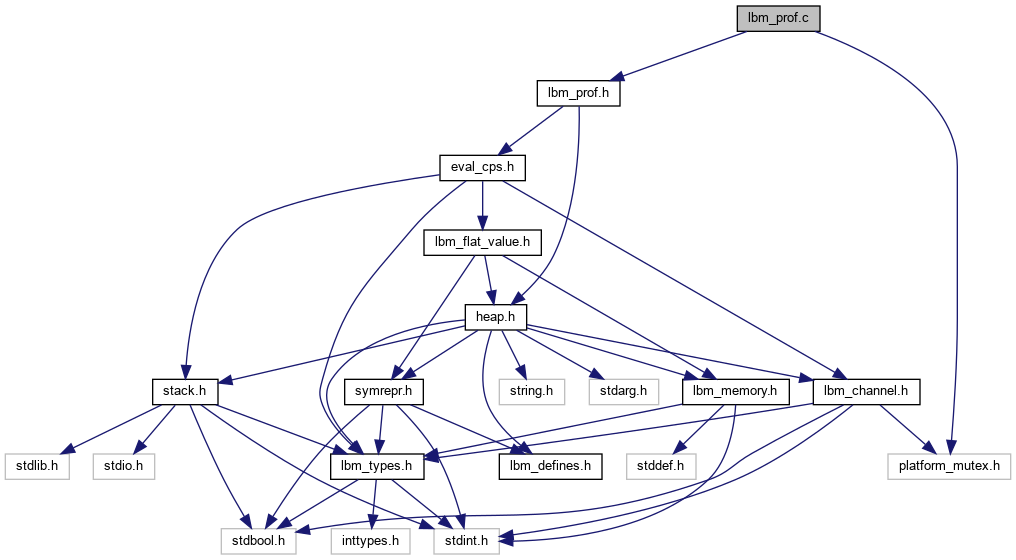 lbm_prof.c
lbm_prof.h
eval_cps.h
lbm_flat_value.h
heap.h
stack.h
symrepr.h
string.h
stdarg.h
lbm_memory.h
lbm_channel.h
stdlib.h
stdio.h
lbm_types.h
lbm_defines.h
stddef.h
platform_mutex.h
stdbool.h
inttypes.h
stdint.h